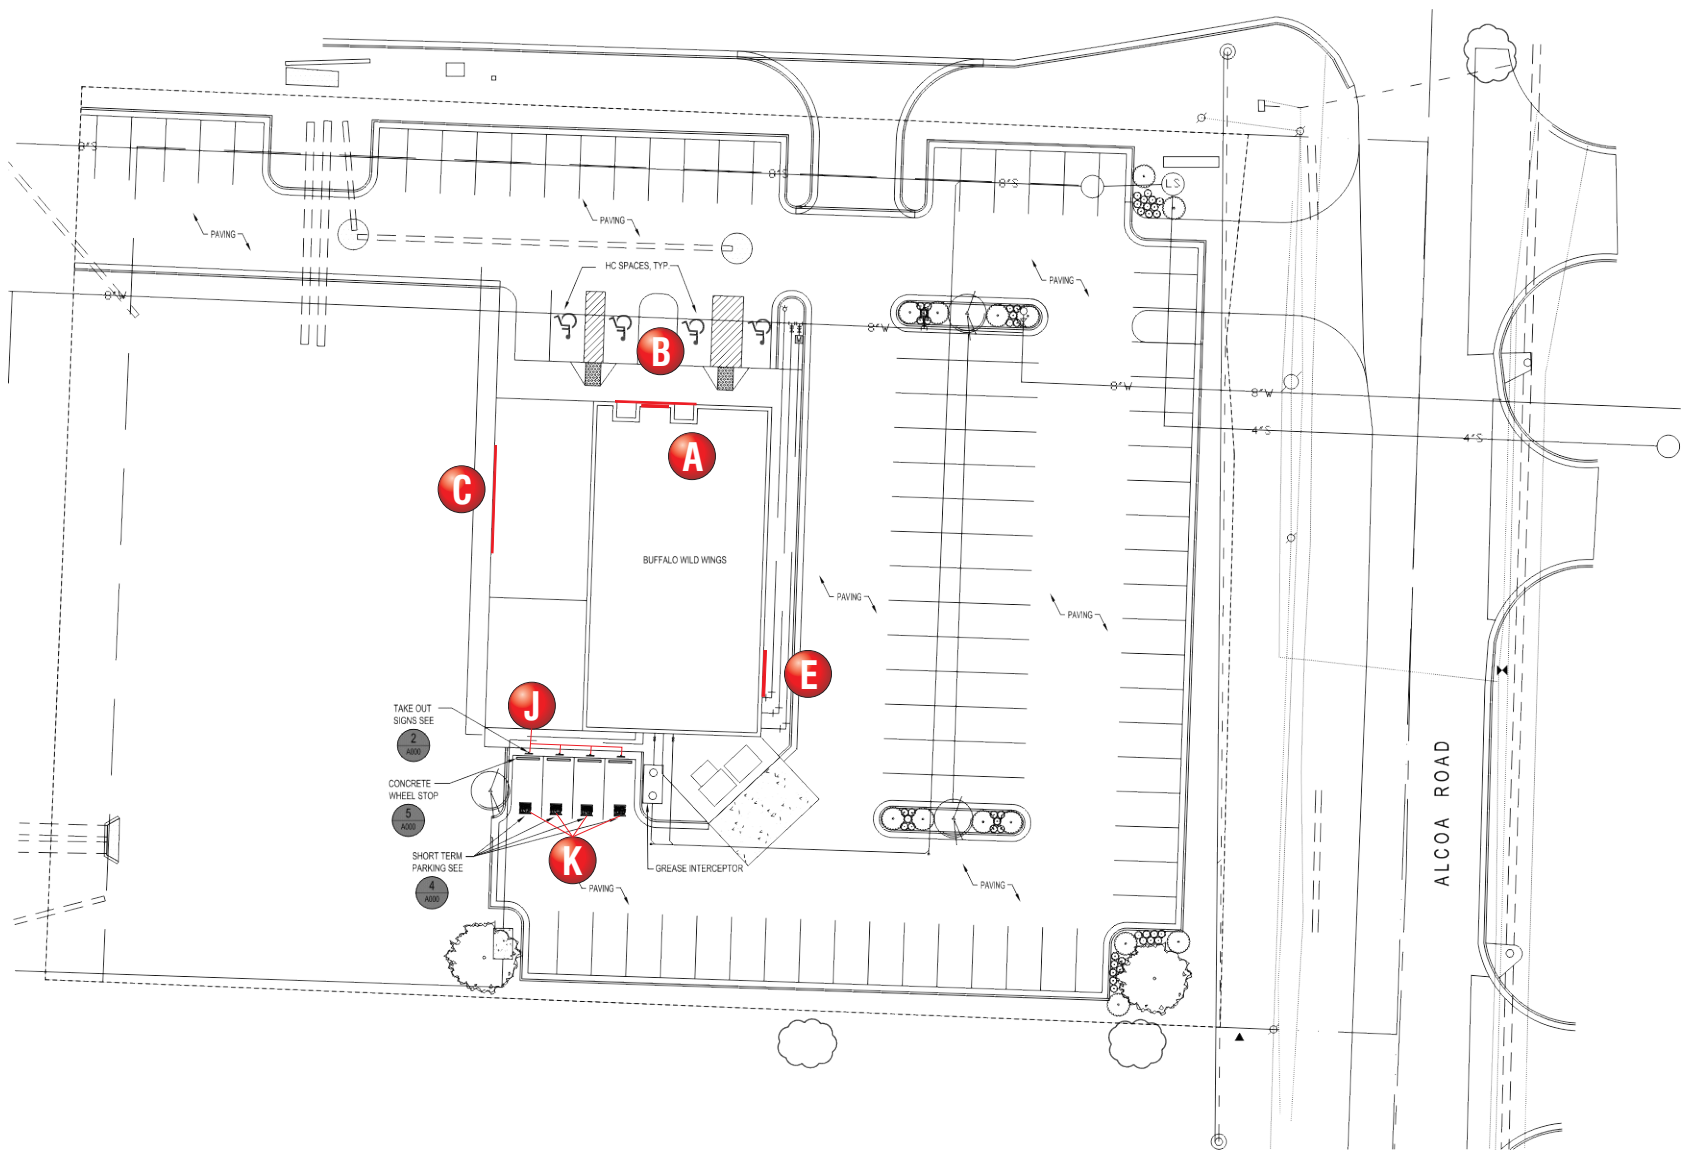 8"S
8"S
8"S
LS
PAVING
PAVING
HC SPACES, TYP.
PAVING
8"W
8"W
B
8"W
8"W
4"S
4"S
A
C
BUFFALO WILD WINGS
PAVING
PAVING
E
J
TAKE OUT
SIGNS SEE
2
A000
CONCRETE
WHEEL STOP
5
A000
SHORT TERM
PARKING SEE
4
A000
K
GREASE INTERCEPTOR
PAVING
PAVING
ALCOA ROAD